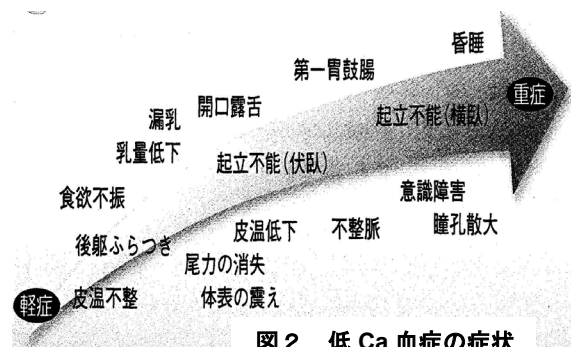 昏睡
第一胃鼓腸
重症
開口露舌
漏乳
起立不能(横臥)
乳量低下
起立不能(伏臥)
食欲不振
意識障害
皮温低下
不整脈
瞳孔散大
後躯ふらつき
尾力の消失
軽症
皮温不整
体表の震え
図2 低Ca血症の症状